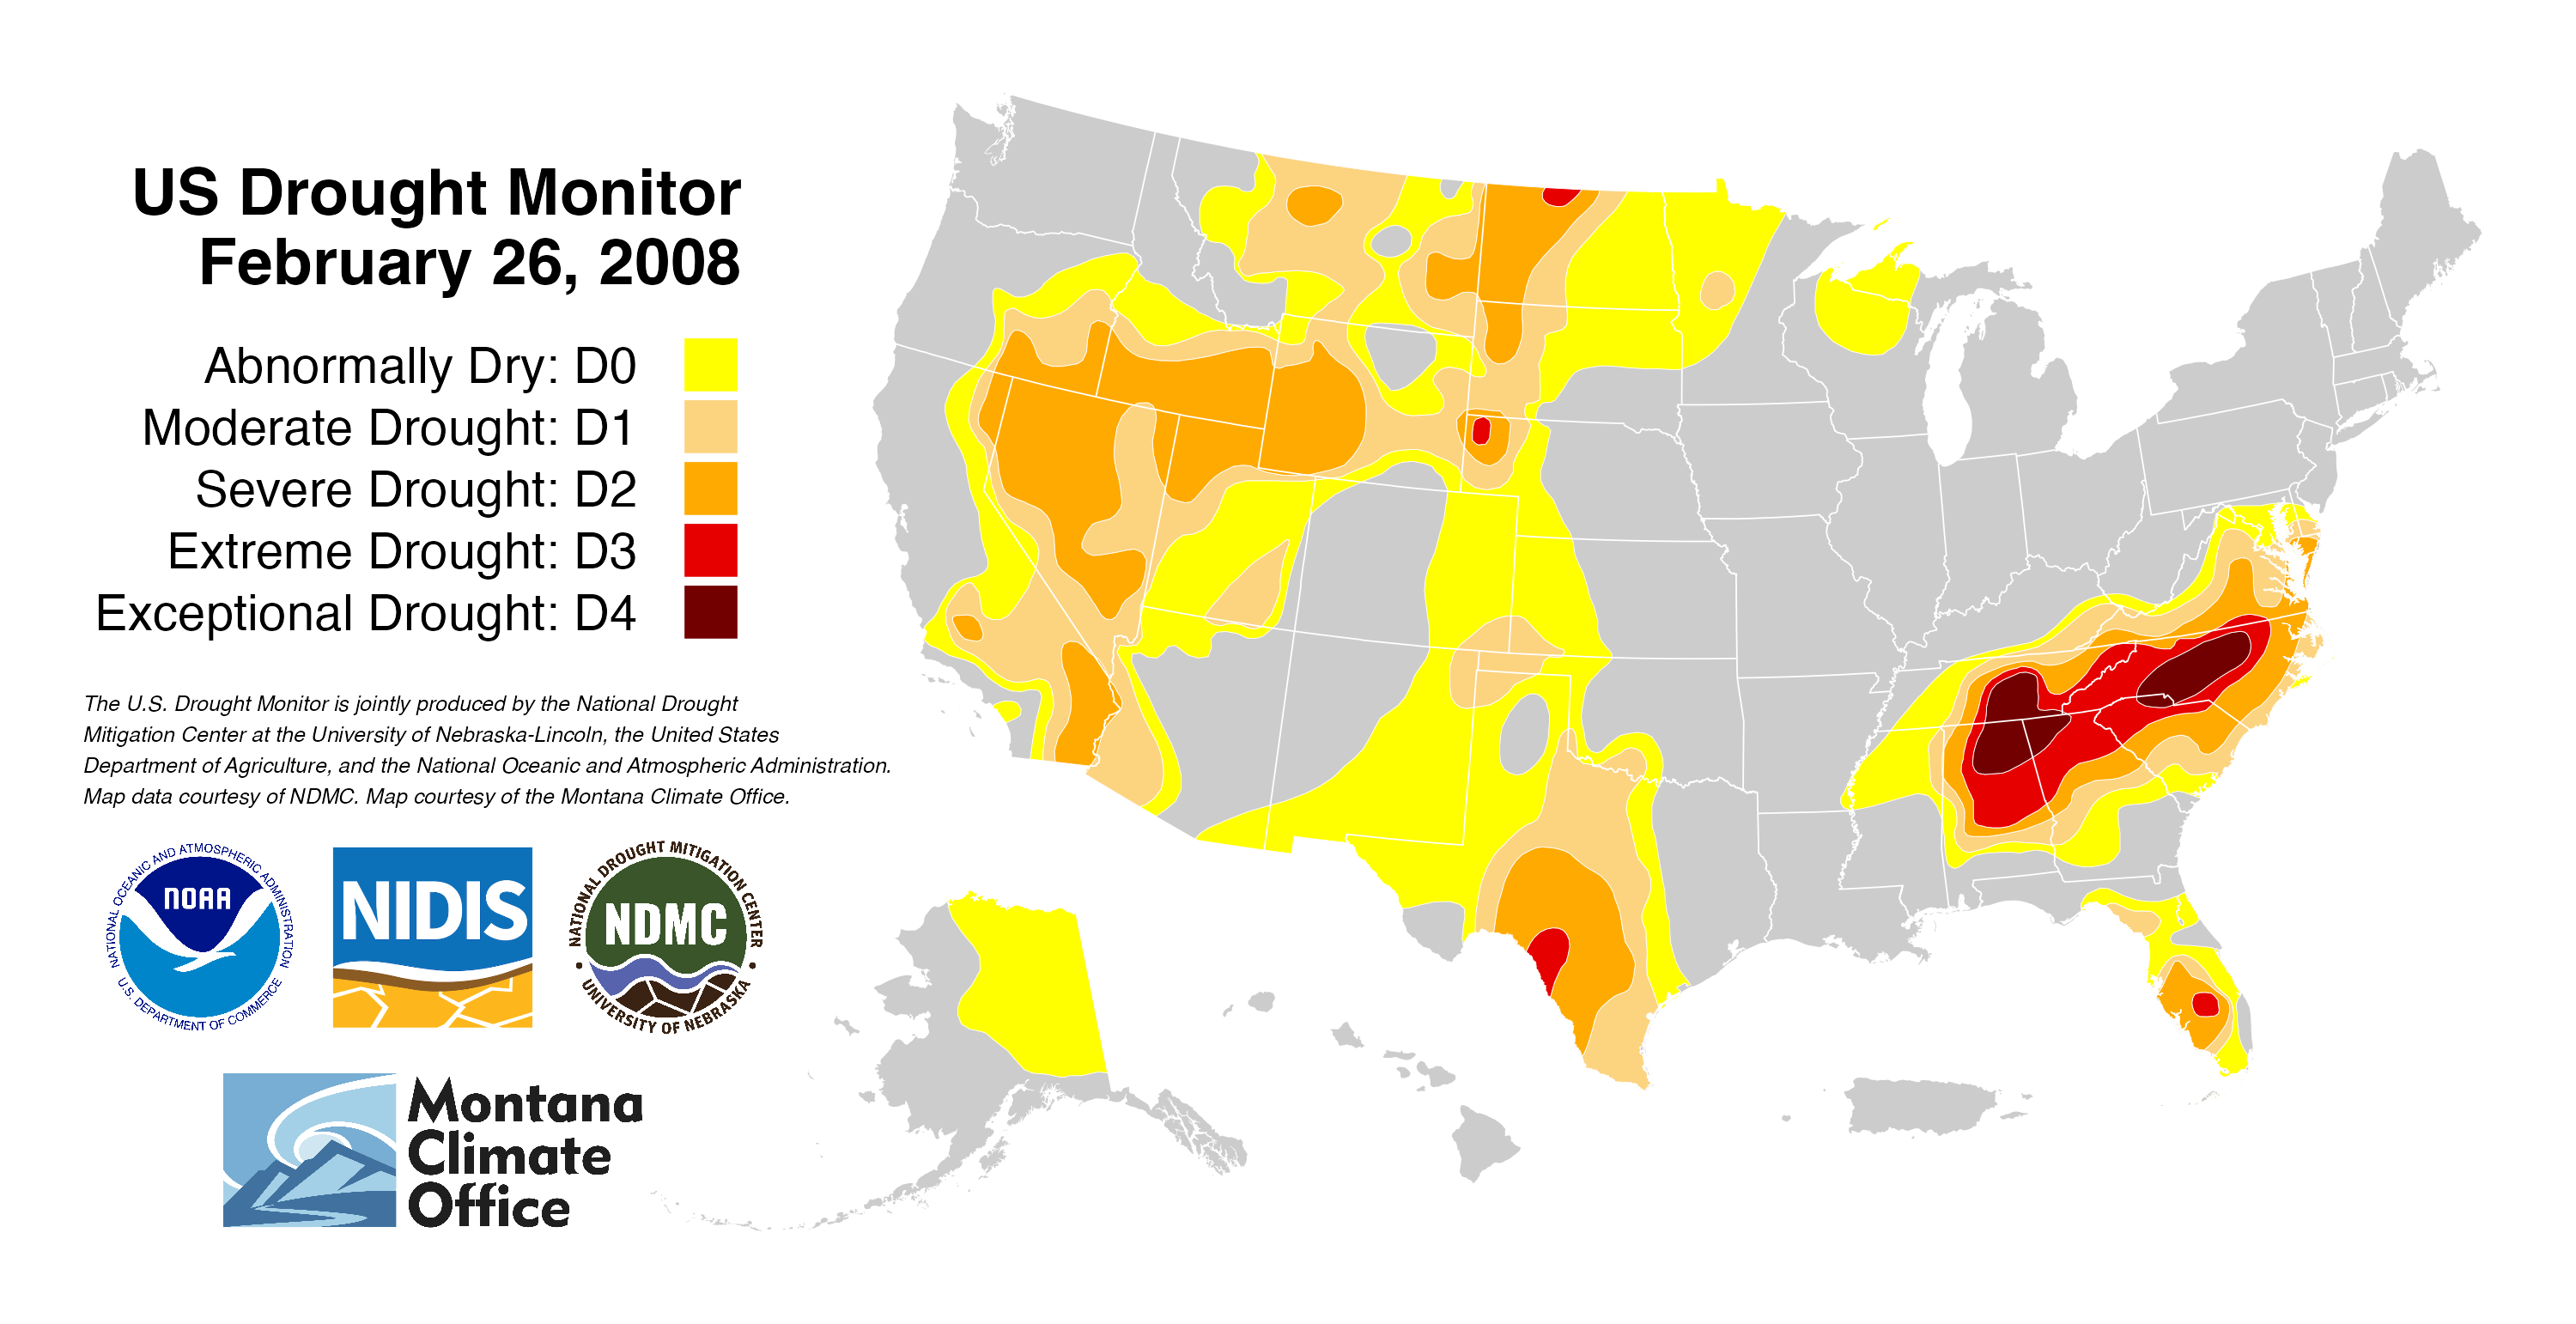 US Drought Monitor
February 26, 2008
Abnormally Dry: D0
Moderate Drought: D1
Severe Drought: D2
Extreme Drought: D3
Exceptional Drought: D4
The U.S. Drought Monitor is jointly produced by the National Drought
Mitigation Center at the University of Nebraska-Lincoln, the United States
Department of Agriculture, and the National Oceanic and Atmospheric Administration.
Map data courtesy of NDMC. Map courtesy of the Montana Climate Office.
NATIONAL OCEANIC AND ATMOSPHERIC ADMINISTRATION
NOAA
U.S. DEPARTMENT OF COMMERCE
NIDIS
NATIONAL DROUGHT MITIGATION CENTER
NDMC
UNIVERSITY OF NEBRASKA
Montana
Climate
Office